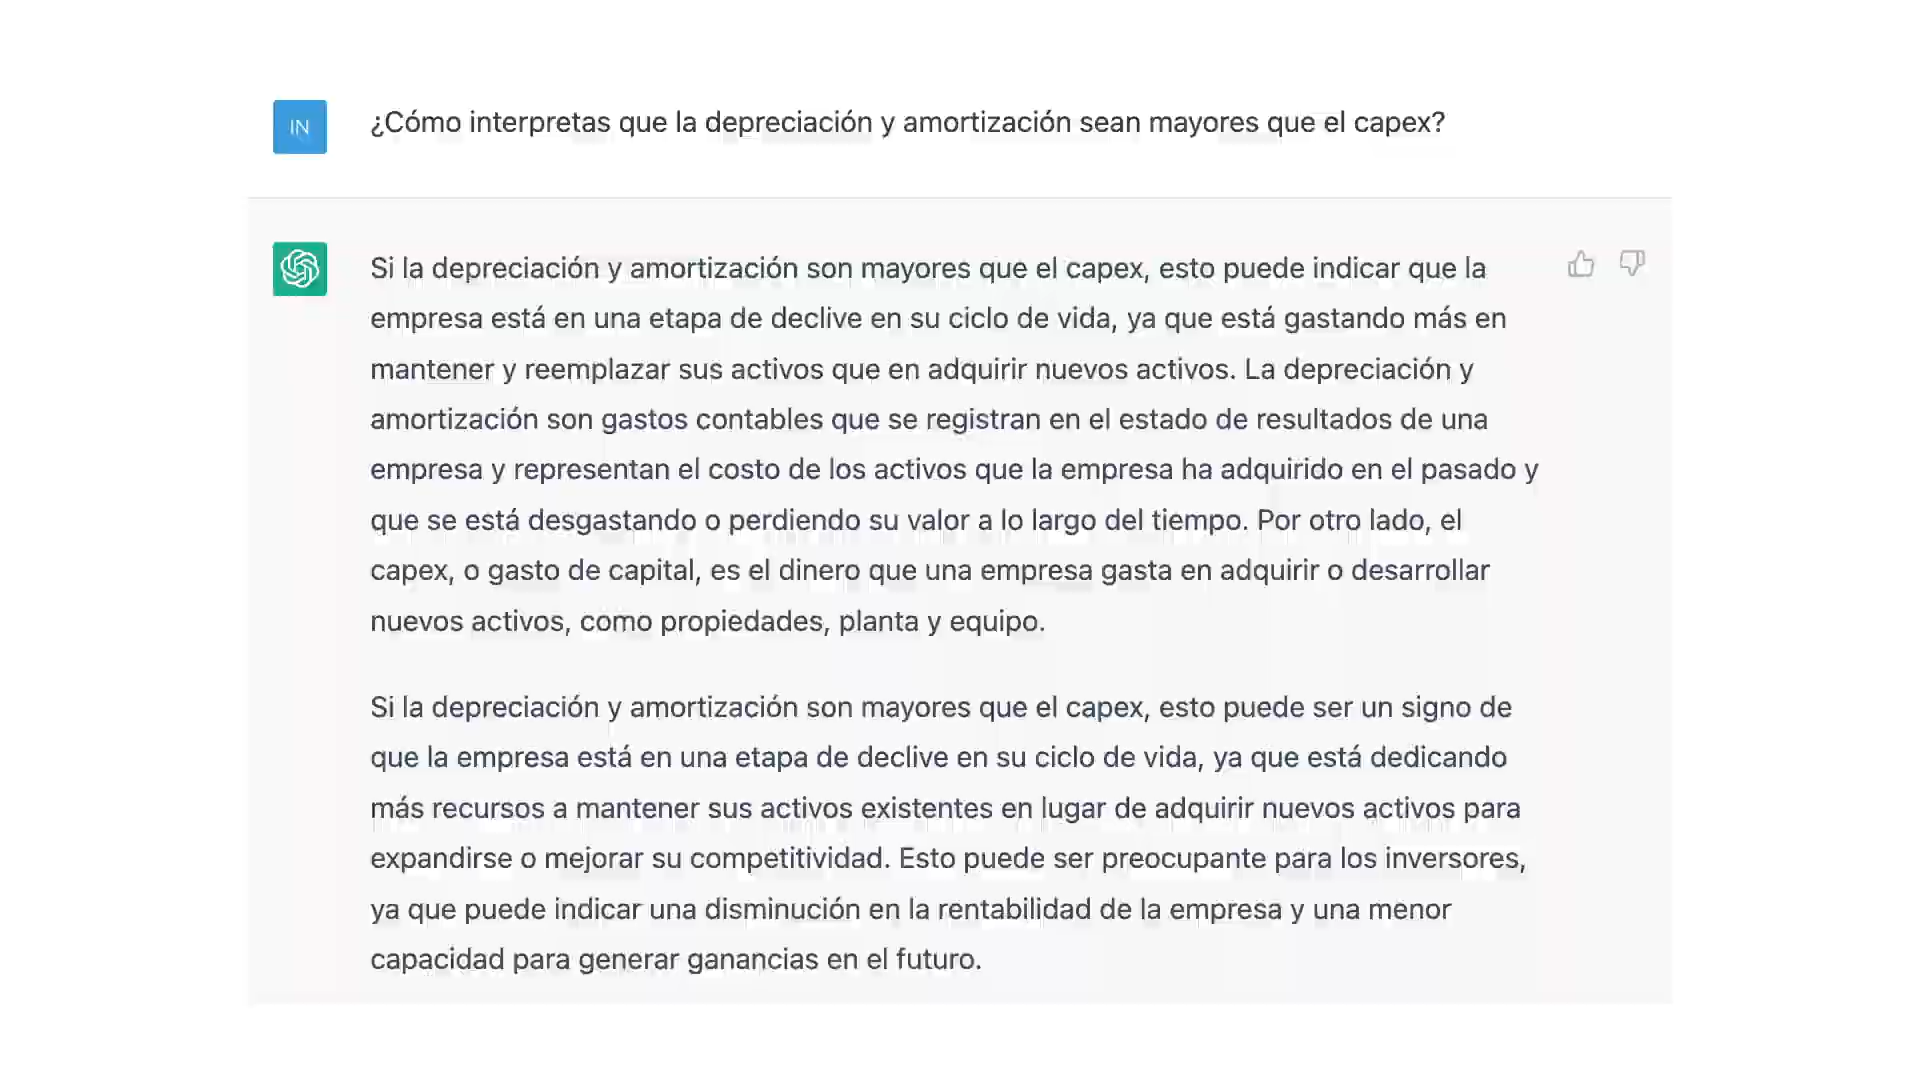 IN
¿Cómo interpretas que la depreciación y amortización sean mayores que el capex?
Si la depreciación y amortización son mayores que el capex, esto puede indicar que la
empresa está en una etapa de declive en su ciclo de vida, ya que está gastando más en
mantener y reemplazar sus activos que en adquirir nuevos activos. La depreciación y
amortización son gastos contables que se registran en el estado de resultados de una
empresa y representan el costo de los activos que la empresa ha adquirido en el pasado y
que se está desgastando o perdiendo su valor a lo largo del tiempo. Por otro lado, el
capex, o gasto de capital, es el dinero que una empresa gasta en adquirir o desarrollar
nuevos activos, como propiedades, planta y equipo.
Si la depreciación y amortización son mayores que el capex, esto puede ser un signo de
que la empresa está en una etapa de declive en su ciclo de vida, ya que está dedicando
más recursos a mantener sus activos existentes en lugar de adquirir nuevos activos para
expandirse o mejorar su competitividad. Esto puede ser preocupante para los inversores,
ya que puede indicar una disminución en la rentabilidad de la empresa y una menor
capacidad para generar ganancias en el futuro.